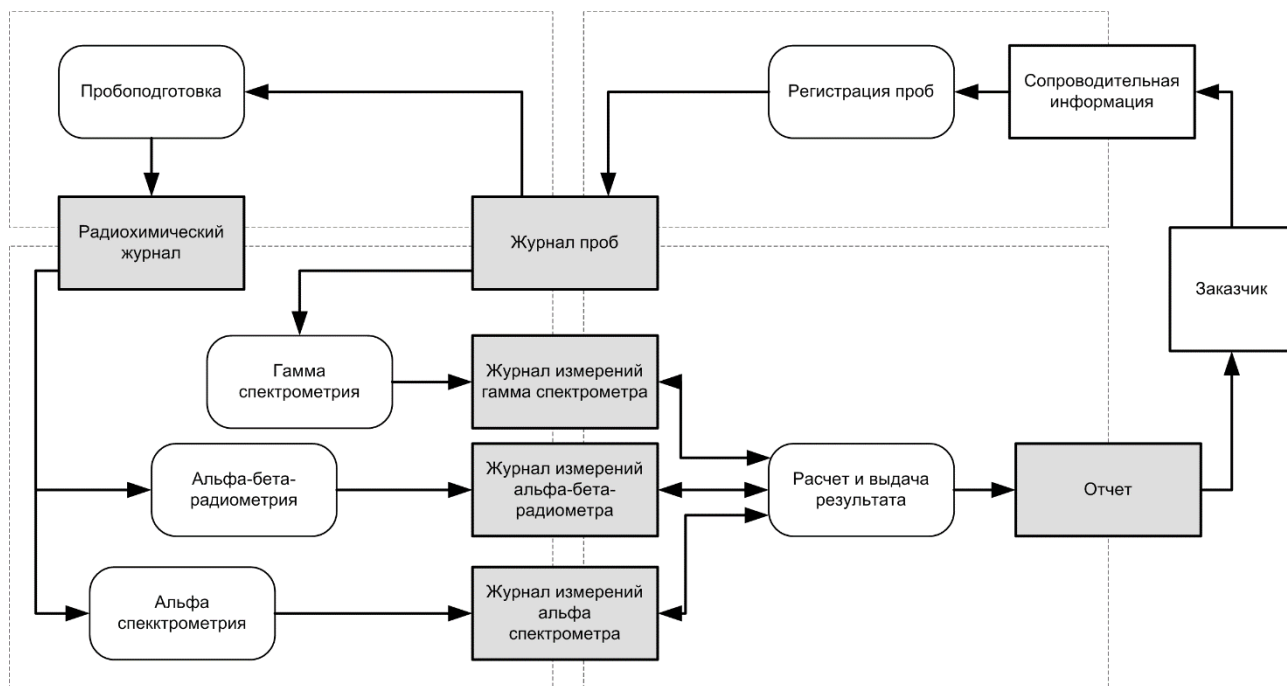 Пробоподготовка
Регистрация проб
Сопроводительная
информация
Радиохимический
журнал
Журнал проб
Заказчик
Гамма
спектрометрия
Журнал измерений
гамма спектрометра
Альфа-бета-
радиометрия
Журнал измерений
альфа-бета-
радиометра
Расчет и выдача
результата
Отчет
Альфа
спекктрометрия
Журнал измерений
альфа
спектрометра